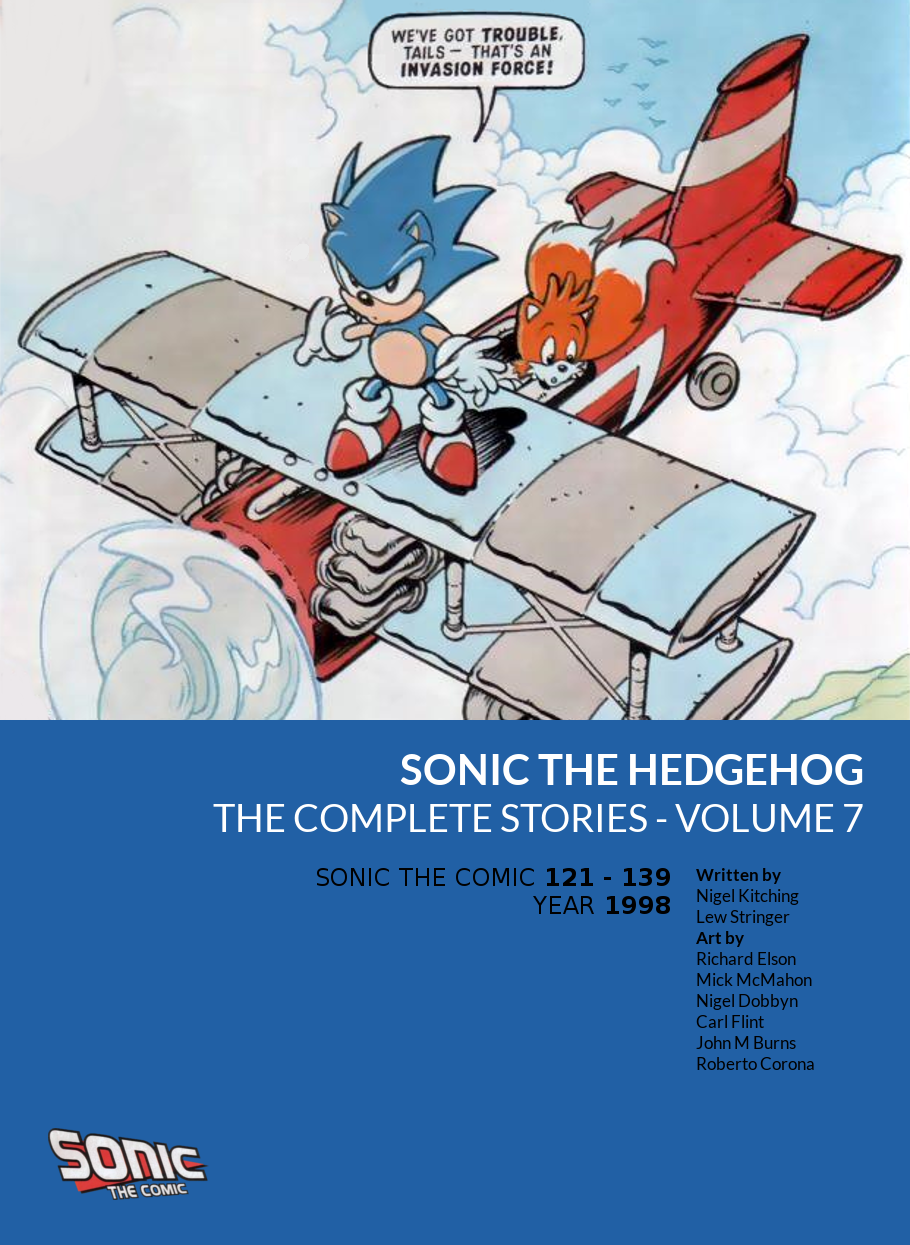 WE'VE GOT TROUBLE,
TAILS – THAT'S AN
INVASION FORCE!
SONIC THE HEDGEHOG
THE COMPLETE STORIES - VOLUME 7
SONIC THE COMIC 121 - 139
YEAR 1998
Written by
Nigel Kitching
Lew Stringer
Art by
Richard Elson
Mick McMahon
Nigel Dobbyn
Carl Flint
John M Burns
Roberto Corona
SONIC
THE COMIC